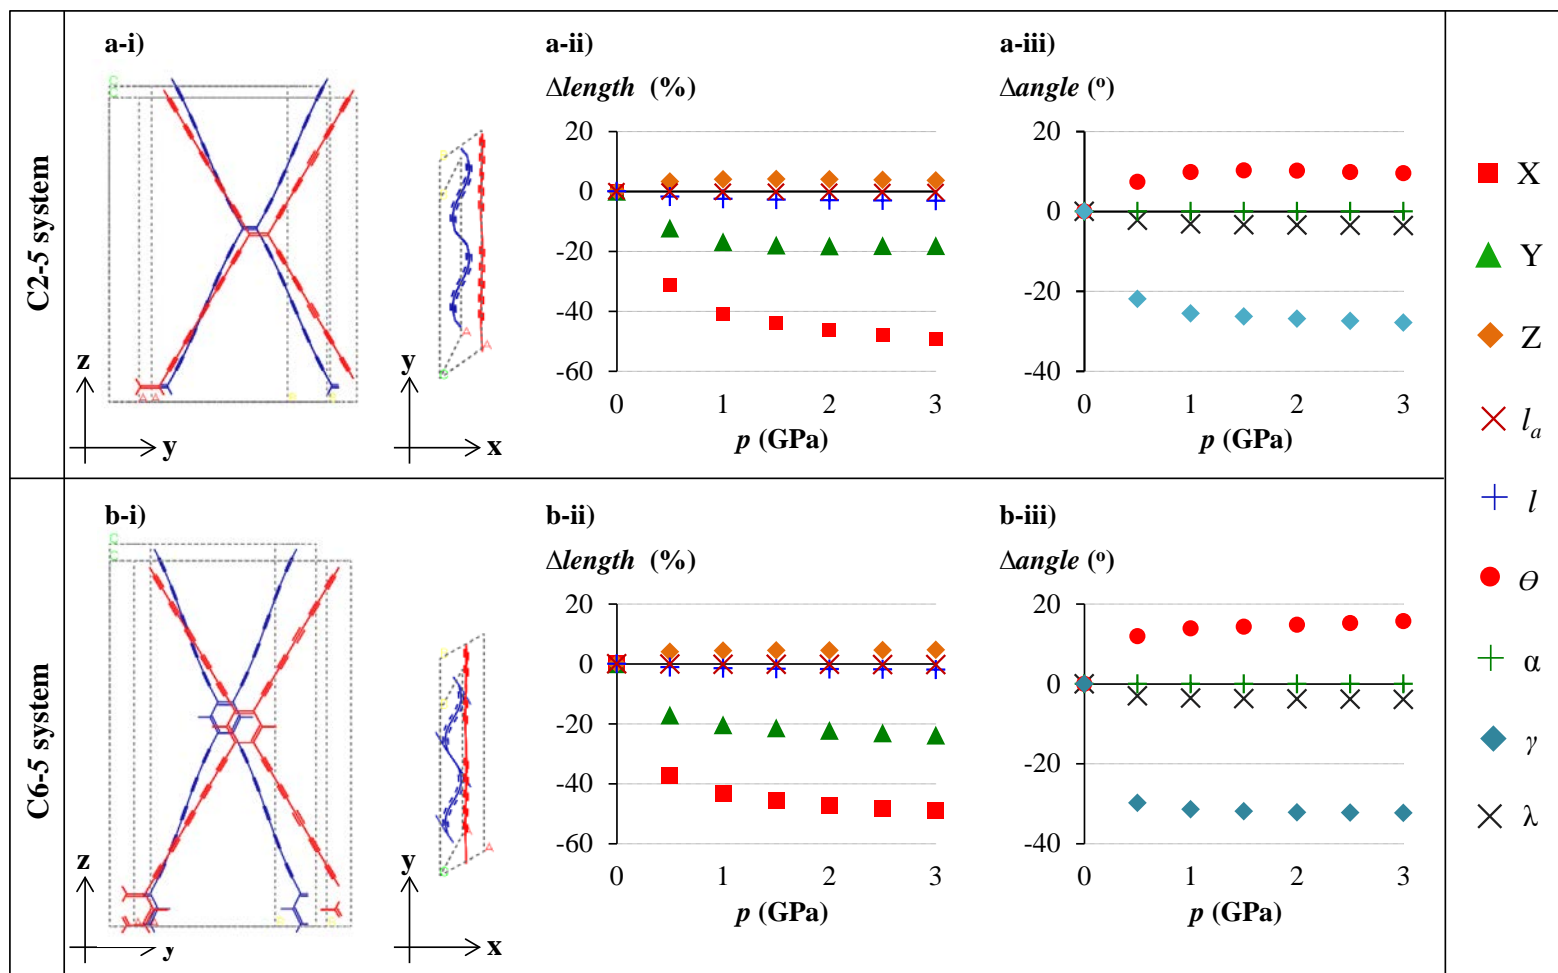 C2-5 system
a-i)
z
y
y
x
a-ii)
Δlength (%)
20
0
-20
-40
-60
0 1 2 3
p (GPa)
a-iii)
Δangle (º)
20
0
-20
-40
0 1 2 3
p (GPa)
C6-5 system
b-i)
z
y
y
x
b-ii)
Δlength (%)
20
0
-20
-40
-60
0 1 2 3
p (GPa)
b-iii)
Δangle (º)
20
0
-20
-40
0 1 2 3
p (GPa)
X
Y
Z
lₐ
l
θ
α
γ
λ